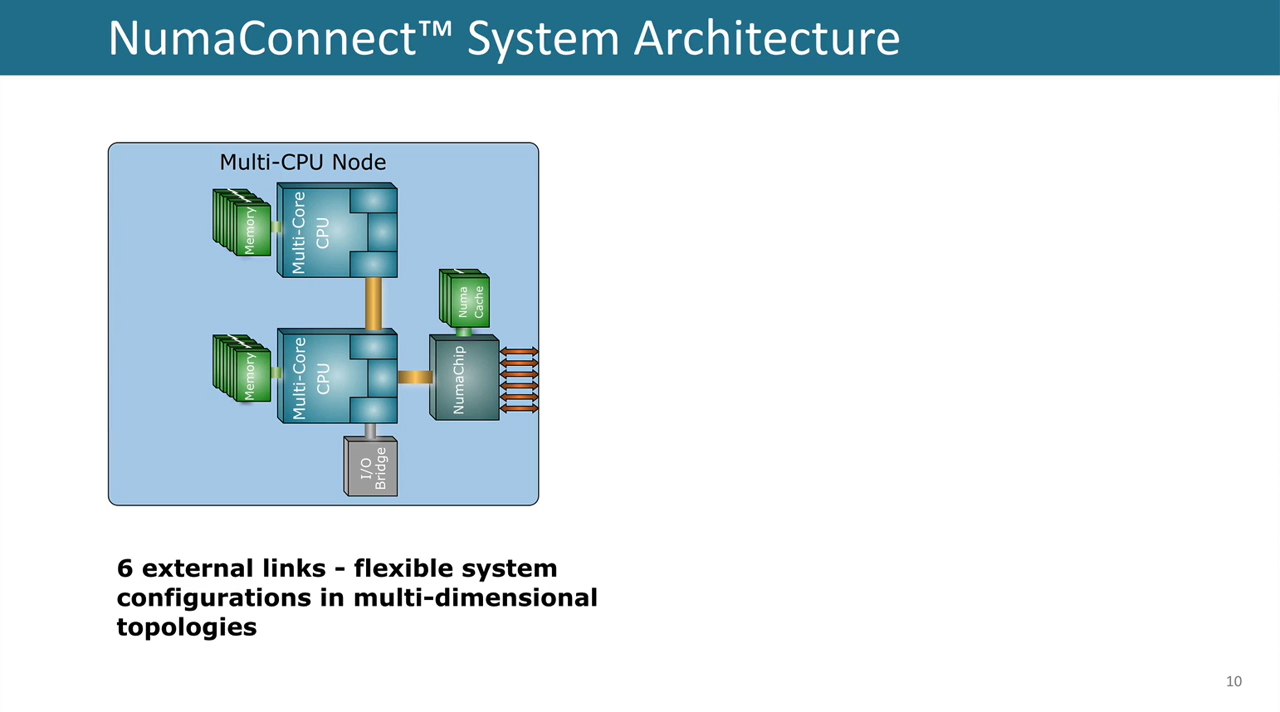 NumaConnect™ System Architecture
Multi-CPU Node
Memory
Multi-Core
CPU
Numa
Cache
Memory
Multi-Core
CPU
NumaChip
I/O
Bridge
6 external links - flexible system
configurations in multi-dimensional
topologies
10